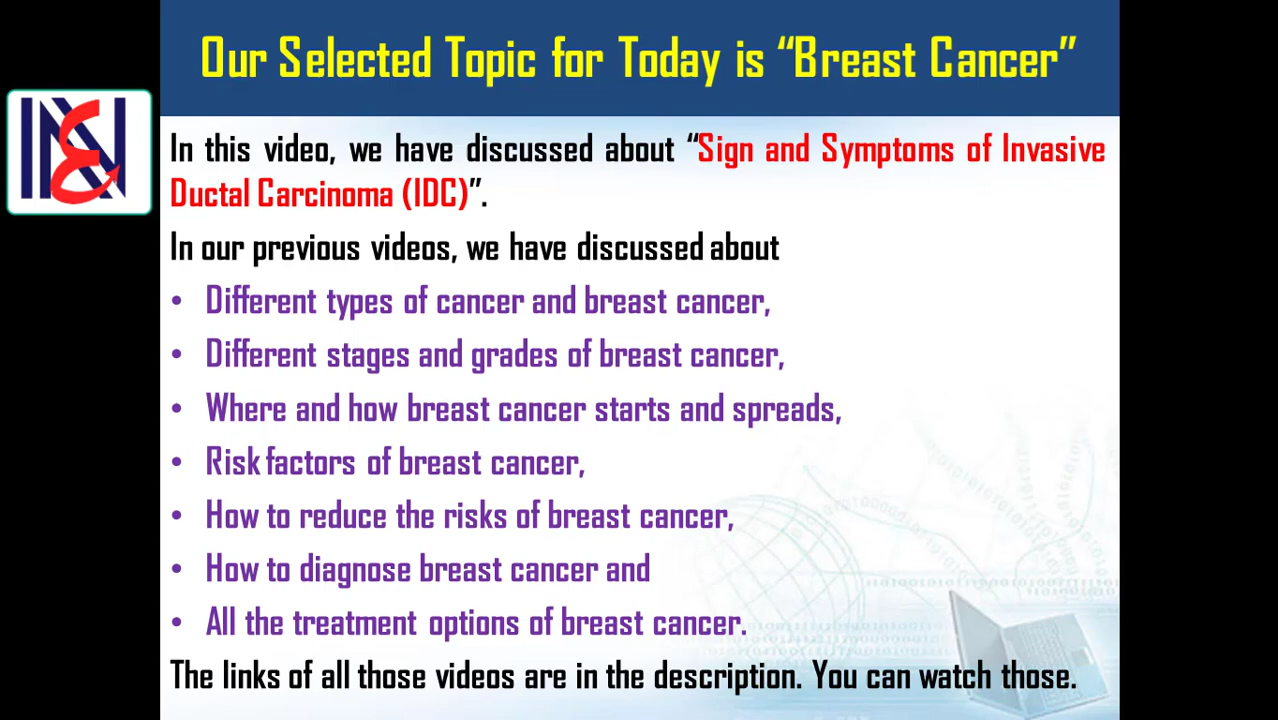 Our Selected Topic for Today is “Breast Cancer”
In this video, we have discussed about “Sign and Symptoms of Invasive
Ductal Carcinoma (IDC)”.
In our previous videos, we have discussed about
• Different types of cancer and breast cancer,
• Different stages and grades of breast cancer,
• Where and how breast cancer starts and spreads,
• Risk factors of breast cancer,
• How to reduce the risks of breast cancer,
• How to diagnose breast cancer and
• All the treatment options of breast cancer.
The links of all those videos are in the description. You can watch those.